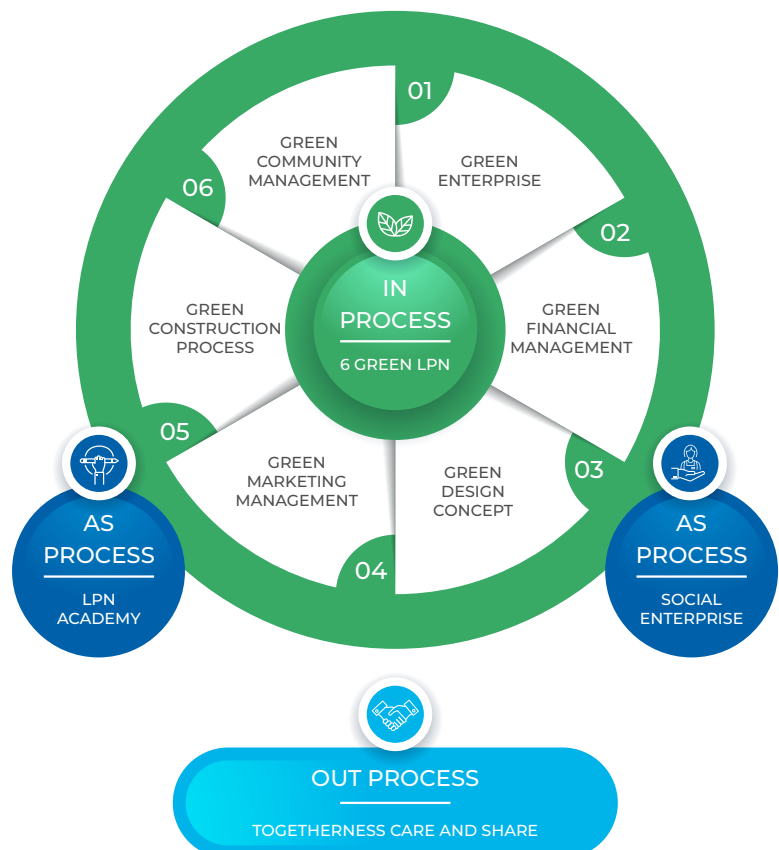 01
GREEN
ENTERPRISE
02
GREEN
FINANCIAL
MANAGEMENT
03
GREEN
DESIGN
CONCEPT
04
GREEN
MARKETING
MANAGEMENT
05
GREEN
CONSTRUCTION
PROCESS
06
GREEN
COMMUNITY
MANAGEMENT
IN
PROCESS
6 GREEN LPN
AS
PROCESS
LPN
ACADEMY
AS
PROCESS
SOCIAL
ENTERPRISE
OUT PROCESS
TOGETHERNESS CARE AND SHARE